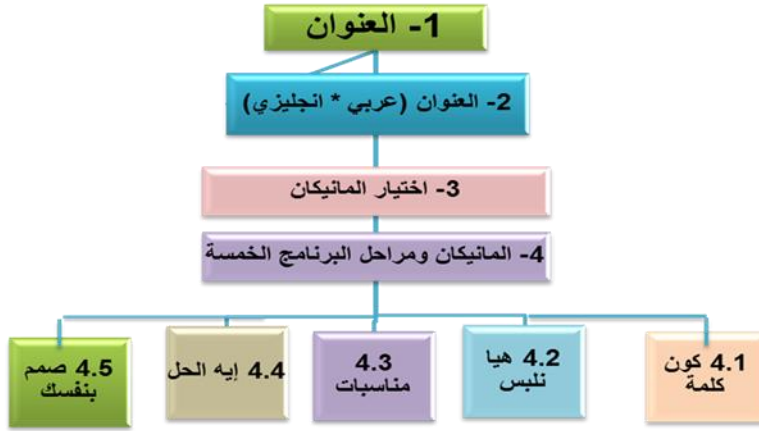 1- العنوان
2- العنوان (عربي * انجليزي)
3- اختيار المانيكان
4- المانيكان ومراحل البرنامج الخمسة
4.1 كون
كلمة
4.2 هيا
نلبس
4.3
مناسبات
4.4 إيه الحل
4.5 صمم
بنفسك